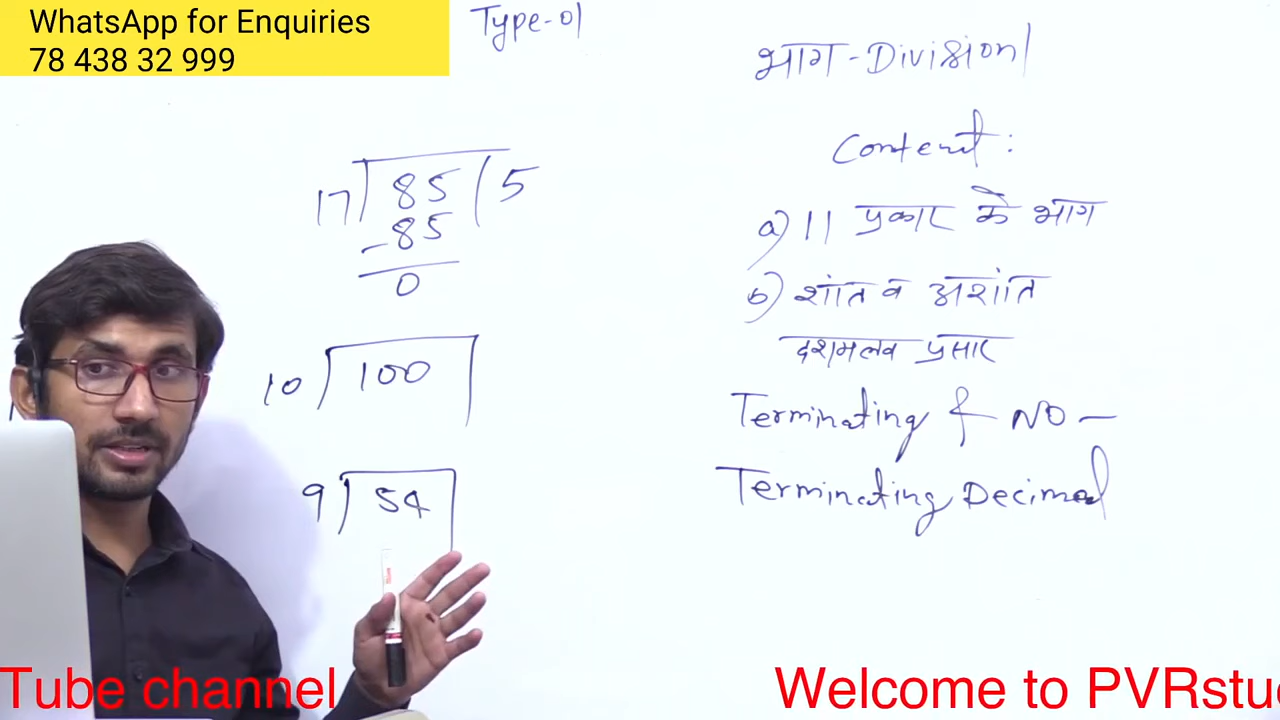 WhatsApp for Enquiries
78 438 32 999
Type-01
भाग-Division
Content:
a) 11 प्रकार के भाग
b) शांत व अशांत
दशमलव प्रसार
Terminating & NO-
Terminating Decimal
17) 85 (5
-85
0
10) 100
9) 54
Tube channel
Welcome to PVRstu